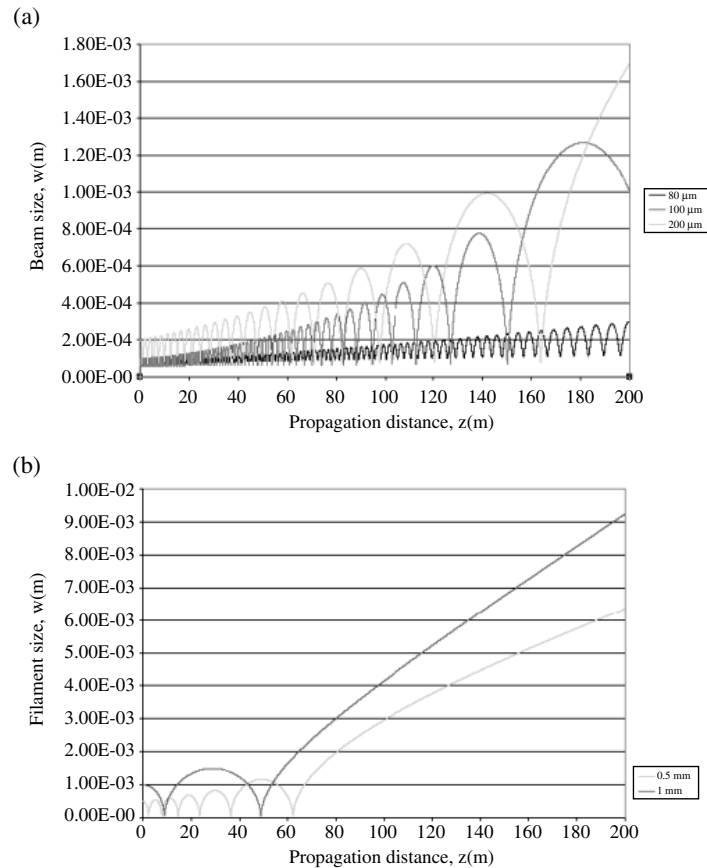 (a)
1.80E-03
1.60E-03
1.40E-03
1.20E-03
1.00E-03
8.00E-04
6.00E-04
4.00E-04
2.00E-04
0.00E-00
Beam size, w(m)
0 20 40 60 80 100 120 140 160 180 200
Propagation distance, z(m)
80 μm
100 μm
200 μm
(b)
1.00E-02
9.00E-03
8.00E-03
7.00E-03
6.00E-03
5.00E-03
4.00E-03
3.00E-03
2.00E-03
1.00E-03
0.00E-00
Filament size, w(m)
0 20 40 60 80 100 120 140 160 180 200
Propagation distance, z(m)
0.5 mm
1 mm